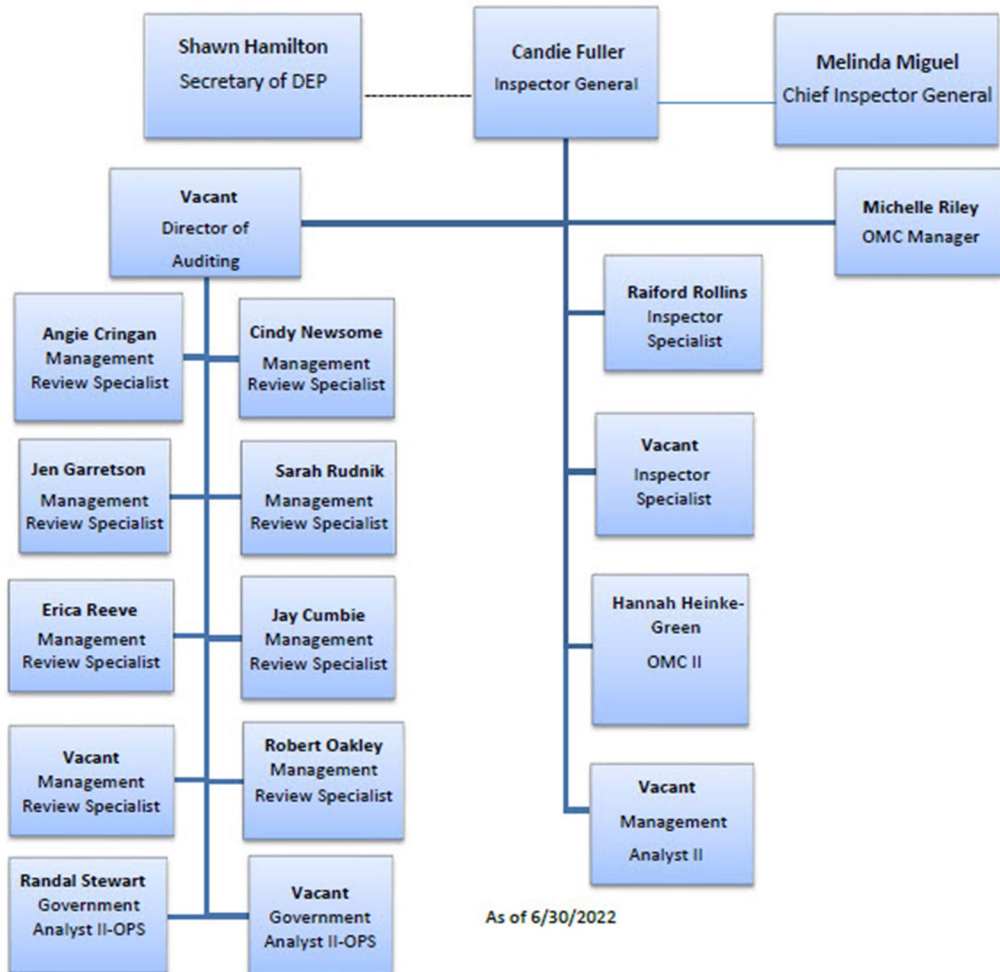 Shawn Hamilton
Secretary of DEP
Candie Fuller
Inspector General
Melinda Miguel
Chief Inspector General
Vacant
Director of
Auditing
Michelle Riley
OMC Manager
Angie Cringan
Management
Review Specialist
Cindy Newsome
Management
Review Specialist
Jen Garretson
Management
Review Specialist
Sarah Rudnik
Management
Review Specialist
Erica Reeve
Management
Review Specialist
Jay Cumbie
Management
Review Specialist
Vacant
Management
Review Specialist
Robert Oakley
Management
Review Specialist
Randal Stewart
Government
Analyst II-OPS
Vacant
Government
Analyst II-OPS
Raiford Rollins
Inspector
Specialist
Vacant
Inspector
Specialist
Hannah Heinke-
Green
OMC II
Vacant
Management
Analyst II
As of 6/30/2022